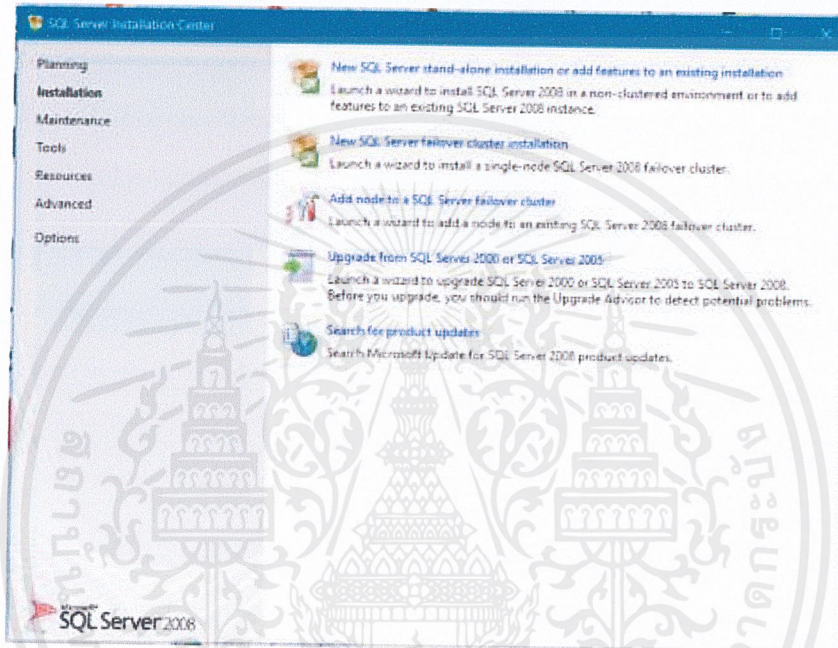 SQL Server Installation Center
Planning
Installation
Maintenance
Tools
Resources
Advanced
Options
New SQL Server stand-alone installation or add features to an existing installation
Launch a wizard to install SQL Server 2008 in a non-clustered environment or to add
features to an existing SQL Server 2008 instance.
New SQL Server failover cluster installation
Launch a wizard to install a single-node SQL Server 2008 failover cluster.
Add node to a SQL Server failover cluster
Launch a wizard to add a node to an existing SQL Server 2008 failover cluster.
Upgrade from SQL Server 2000 or SQL Server 2005
Launch a wizard to upgrade SQL Server 2000 or SQL Server 2005 to SQL Server 2008.
Before you upgrade, you should run the Upgrade Advisor to detect potential problems.
Search for product updates
Search Microsoft Update for SQL Server 2008 product updates.
Microsoft
SQL Server 2008